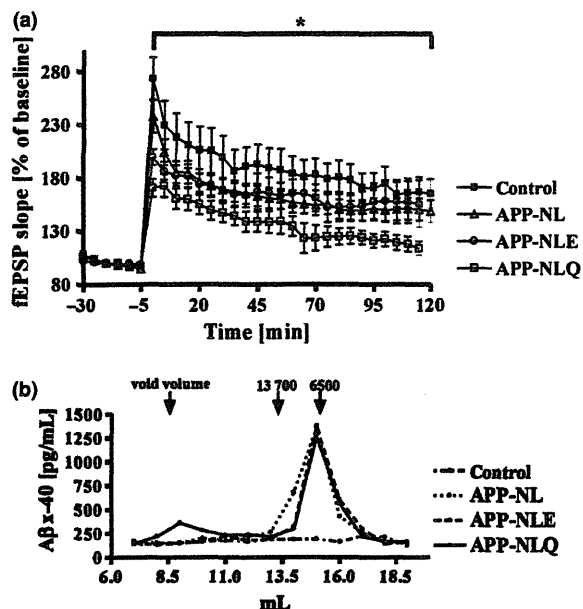 (a)
*
fEPSP slope [% of baseline]
280
230
180
130
80
−30
−5
20
45
70
95
120
Time [min]
Control
APP-NL
APP-NLE
APP-NLQ
(b)
void volume
13 700
6500
Aβx-40 [pg/mL]
1500
1250
1000
750
500
250
0
6.0
8.5
11.0
13.5
16.0
18.5
mL
Control
APP-NL
APP-NLE
APP-NLQ